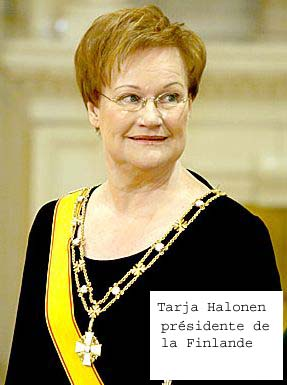 Tarja Halonen
présidente de
la Finlande